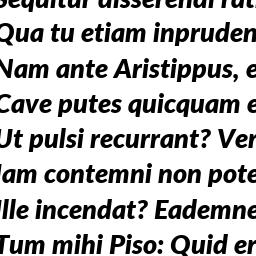 Sequitur disserendi rati
Qua tu etiam inpruden
Nam ante Aristippus, e
Cave putes quicquam e
Ut pulsi recurrant? Ver
Iam contemni non pote
Ille incendat? Eademne
Tum mihi Piso: Quid er